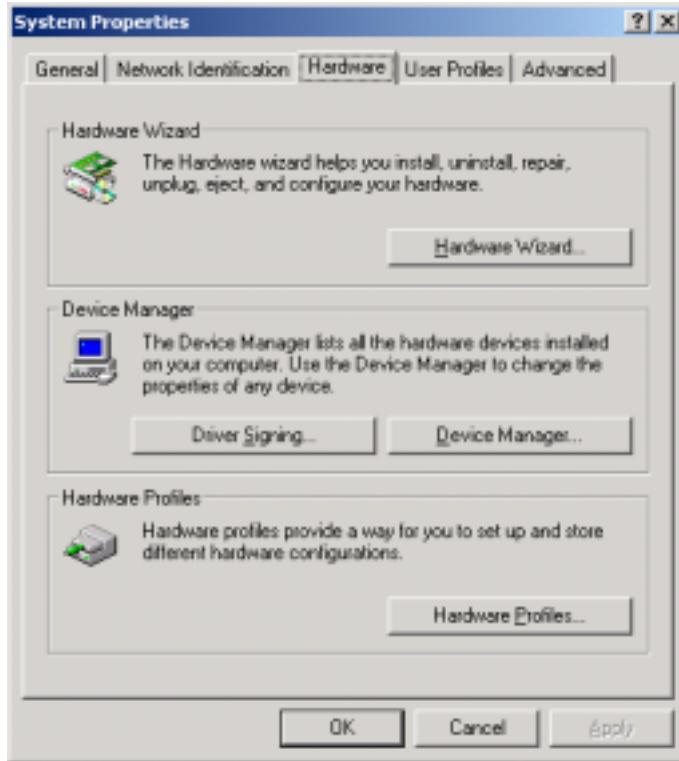 System Properties
General Network Identification Hardware User Profiles Advanced
Hardware Wizard
The Hardware wizard helps you install, uninstall, repair,
unplug, eject, and configure your hardware.
Hardware Wizard...
Device Manager
The Device Manager lists all the hardware devices installed
on your computer. Use the Device Manager to change the
properties of any device.
Driver Signing... Device Manager...
Hardware Profiles
Hardware profiles provide a way for you to set up and store
different hardware configurations.
Hardware Profiles...
OK Cancel Apply